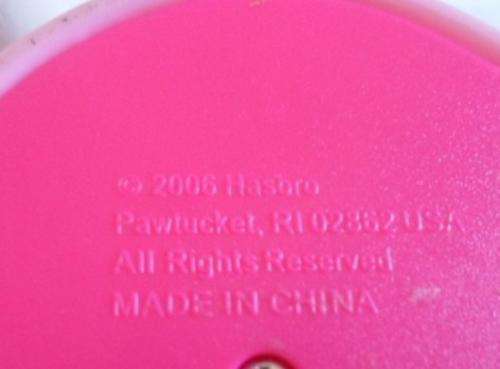 © 2006 Hasbro
Pawtucket, RI 02862 USA
All Rights Reserved
MADE IN CHINA